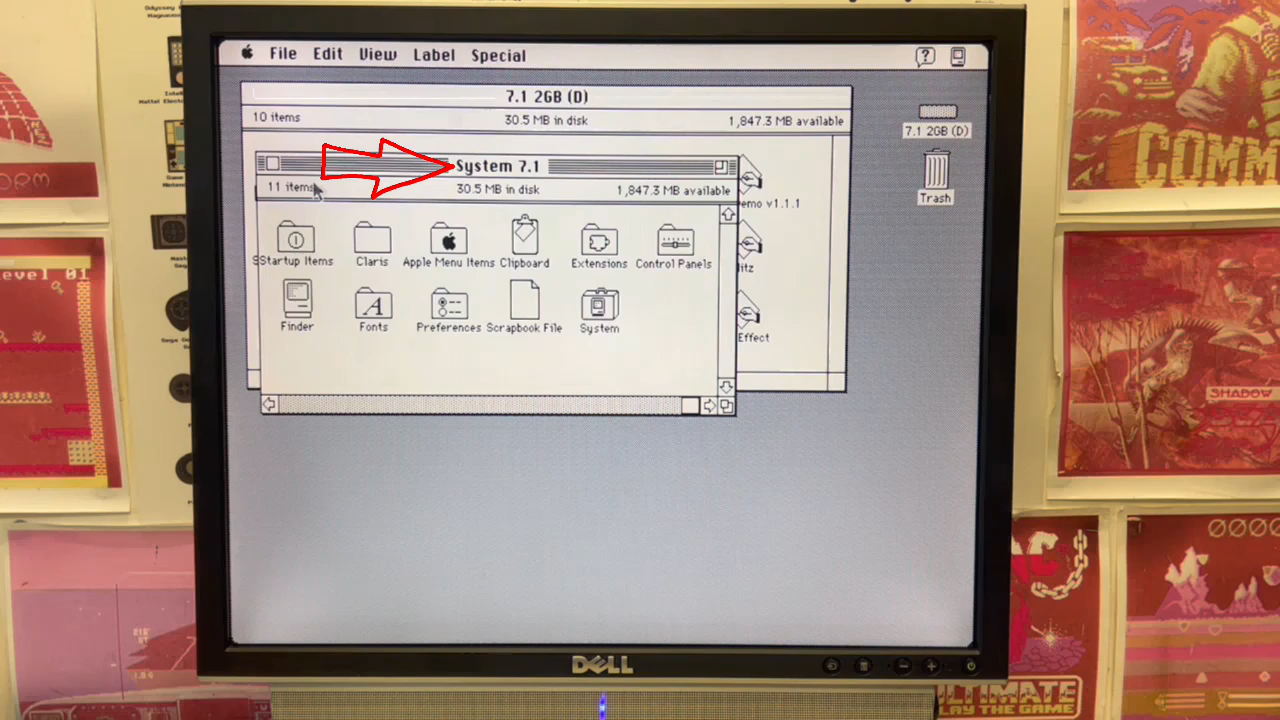 File Edit View Label Special
7.1 2GB (D)
10 items 30.5 MB in disk 1,847.3 MB available
7.1 2GB (D)
System 7.1
11 items 30.5 MB in disk 1,847.3 MB available
Trash
emo v1.1.1
Startup Items Claris Apple Menu Items Clipboard Extensions Control Panels
itz
Finder Fonts Preferences Scrapbook File System
Effect
DELL
evel 01
COMM
SHADOW
0000
ULTIMATE
PLAY THE GAME